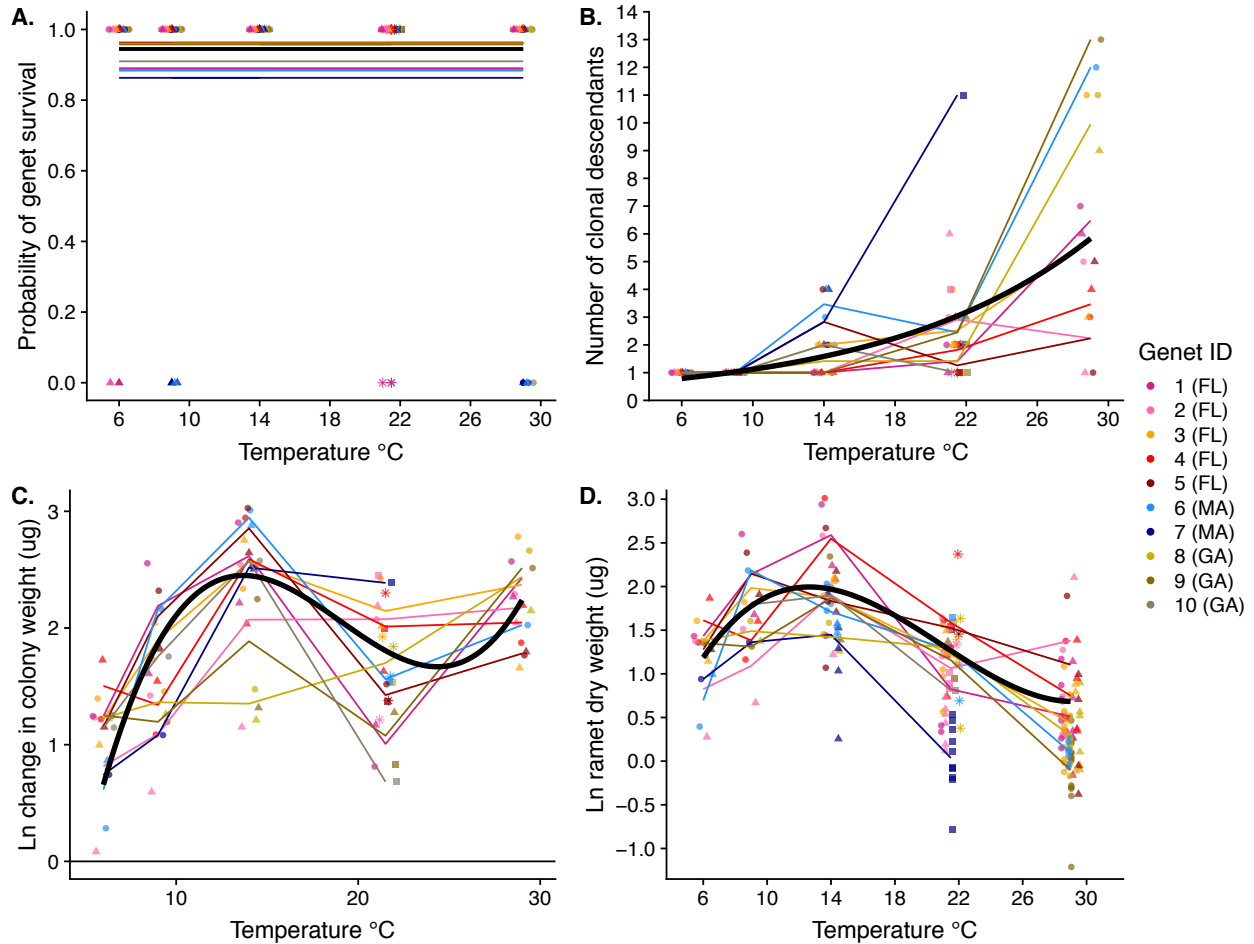 A.
Probability of genet survival
1.0
0.8
0.6
0.4
0.2
0.0
6
10
14
18
22
26
30
Temperature °C
B.
Number of clonal descendants
14
13
12
11
10
9
8
7
6
5
4
3
2
1
0
6
10
14
18
22
26
30
Temperature °C
Genet ID
1 (FL)
2 (FL)
3 (FL)
4 (FL)
5 (FL)
6 (MA)
7 (MA)
8 (GA)
9 (GA)
10 (GA)
C.
Ln change in colony weight (ug)
3
2
1
0
10
20
30
Temperature °C
D.
Ln ramet dry weight (ug)
3.0
2.5
2.0
1.5
1.0
0.5
0.0
−0.5
−1.0
6
10
14
18
22
26
30
Temperature °C